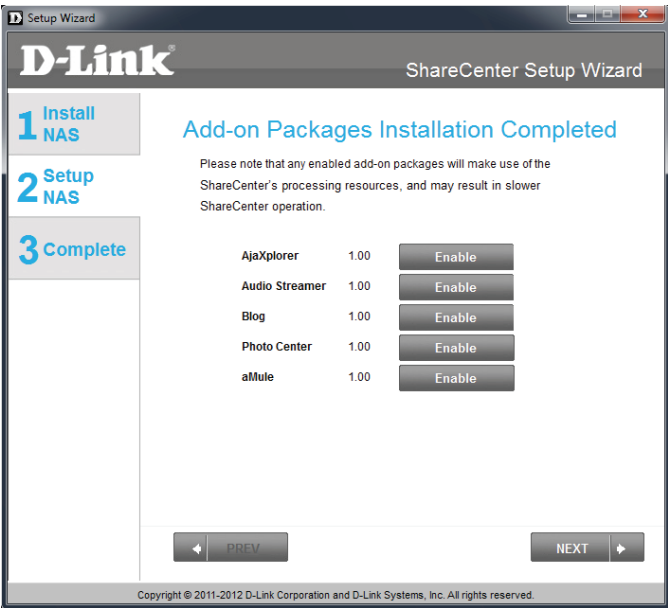 Setup Wizard
D-Link®
ShareCenter Setup Wizard
1 Install NAS
2 Setup NAS
3 Complete
Add-on Packages Installation Completed
Please note that any enabled add-on packages will make use of the
ShareCenter's processing resources, and may result in slower
ShareCenter operation.
AjaXplorer 1.00 Enable
Audio Streamer 1.00 Enable
Blog 1.00 Enable
Photo Center 1.00 Enable
aMule 1.00 Enable
PREV
NEXT
Copyright © 2011-2012 D-Link Corporation and D-Link Systems, Inc. All rights reserved.